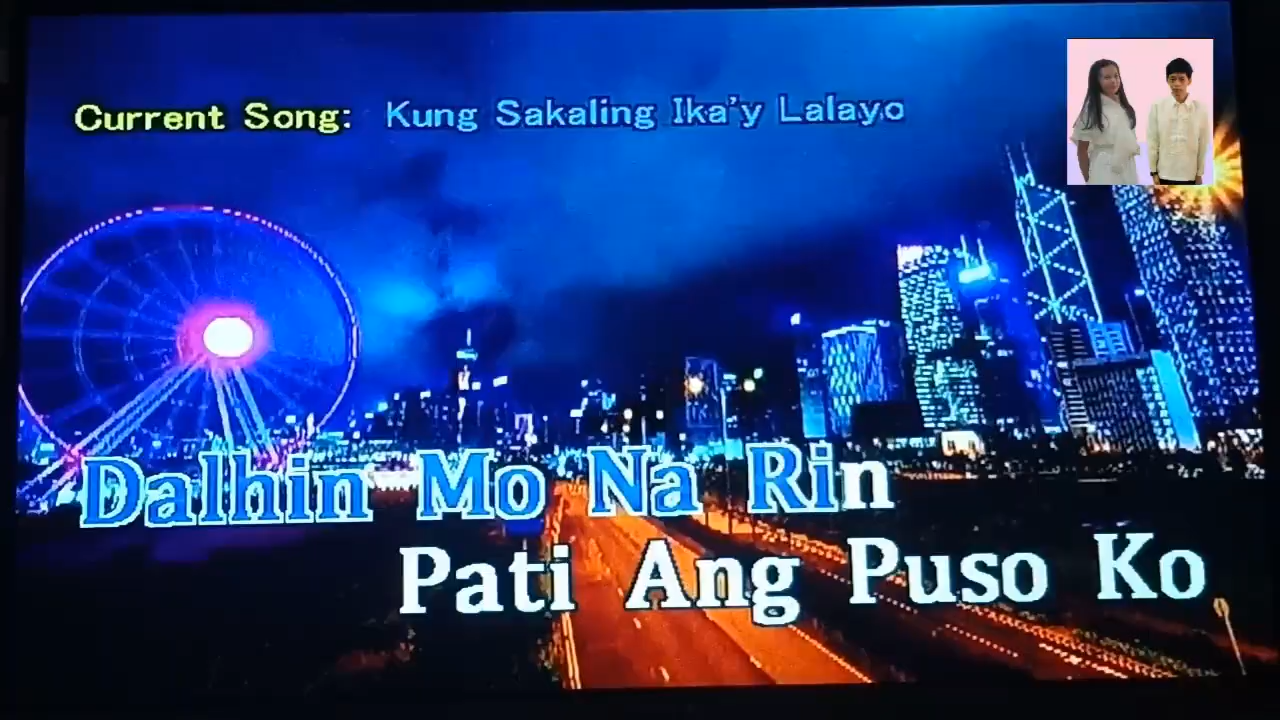 Current Song: Kung Sakaling Ika'y Lalayo
Dalhin Mo Na Rin
Pati Ang Puso Ko